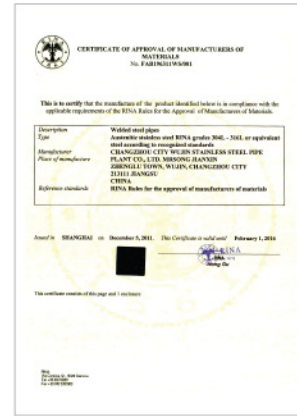 CERTIFICATE OF APPROVAL OF MANUFACTURERS OF
MATERIALS
No. FAB196311WS/001
This is to certify that the manufacture of the product identified below is in compliance with the
applicable requirements of the RINA Rules for the Approval of Manufacturers of Materials.
Description Welded steel pipes
Type Austenitic stainless steel RINA grades 304L - 316L or equivalent
steel according to recognized standards
Manufacturer CHANGZHOU CITY WUJIN STAINLESS STEEL PIPE
Place of manufacture PLANT CO., LTD. MISSONG JIANXIN
ZHENGLU TOWN, WUJIN, CHANGZHOU CITY
213111 JIANGSU
CHINA
Reference standards RINA Rules for the approval of manufacturers of materials
Issued in SHANGHAI on December 5, 2011. This Certificate is valid until February 1, 2016
RINA
This certificate consists of this page and 1 enclosure